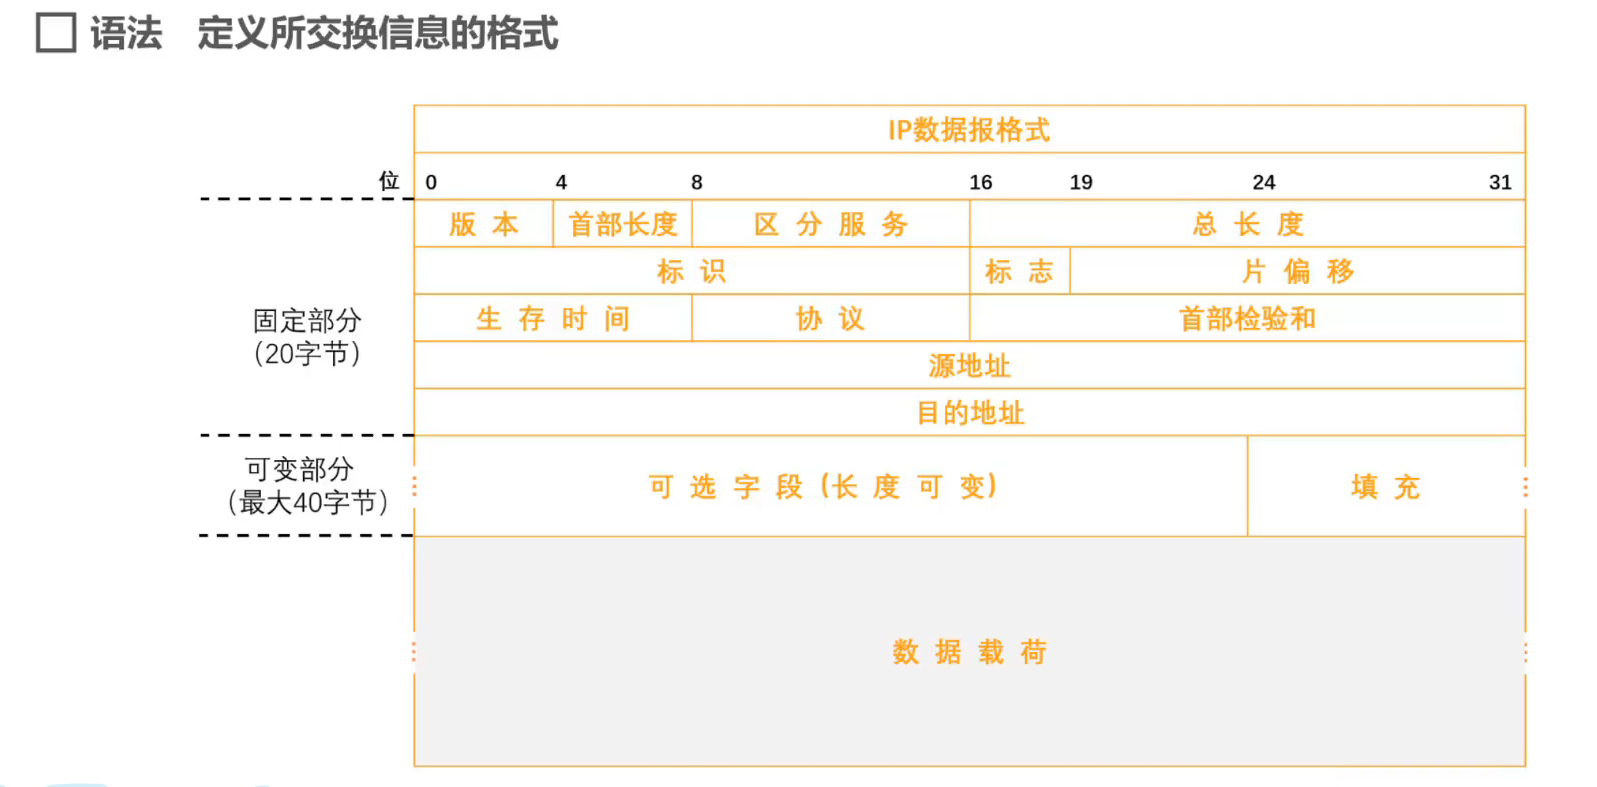 语法 定义所交换信息的格式
IP数据报格式
位 0 4 8 16 19 24 31
版本 首部长度 区分服务 总长度
标识 标志 片偏移
生存时间 协议 首部检验和
源地址
目的地址
固定部分
（20字节）
可变部分
（最大40字节）
可选字段(长度可变) 填充
数据载荷